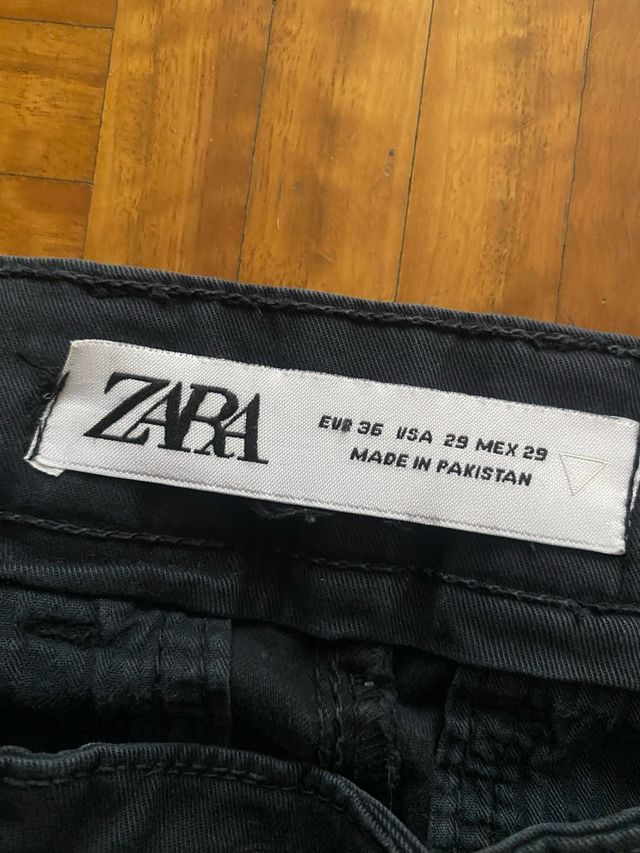 ZARA
EUR 36 USA 29 MEX 29
MADE IN PAKISTAN